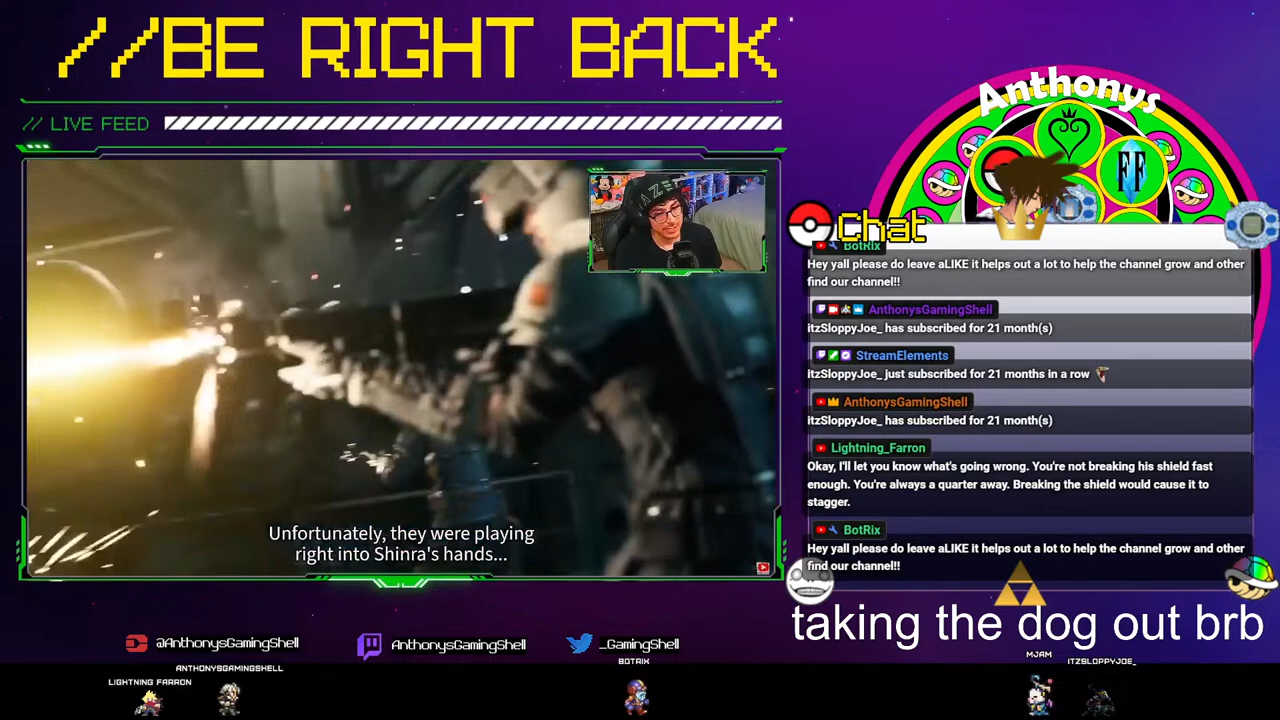 //BE RIGHT BACK
// LIVE FEED
Unfortunately, they were playing
right into Shinra's hands...
Anthonys
FF
Chat
BotRix
Hey yall please do leave aLIKE it helps out a lot to help the channel grow and other
find our channel!!
AnthonysGamingShell
itzSloppyJoe_ has subscribed for 21 month(s)
StreamElements
itzSloppyJoe_ just subscribed for 21 months in a row
AnthonysGamingShell
itzSloppyJoe_ has subscribed for 21 month(s)
Lightning_Farron
Okay, I'll let you know what's going wrong. You're not breaking his shield fast
enough. You're always a quarter away. Breaking the shield would cause it to
stagger.
BotRix
Hey yall please do leave aLIKE it helps out a lot to help the channel grow and other
find our channel!!
taking the dog out brb
@AnthonysGamingShell
AnthonysGamingShell
_GamingShell
LIGHTNING FARRON
ANTHONYSGAMINGSHELL
BOTRIX
MJAM
ITZSLOPPYJOE_